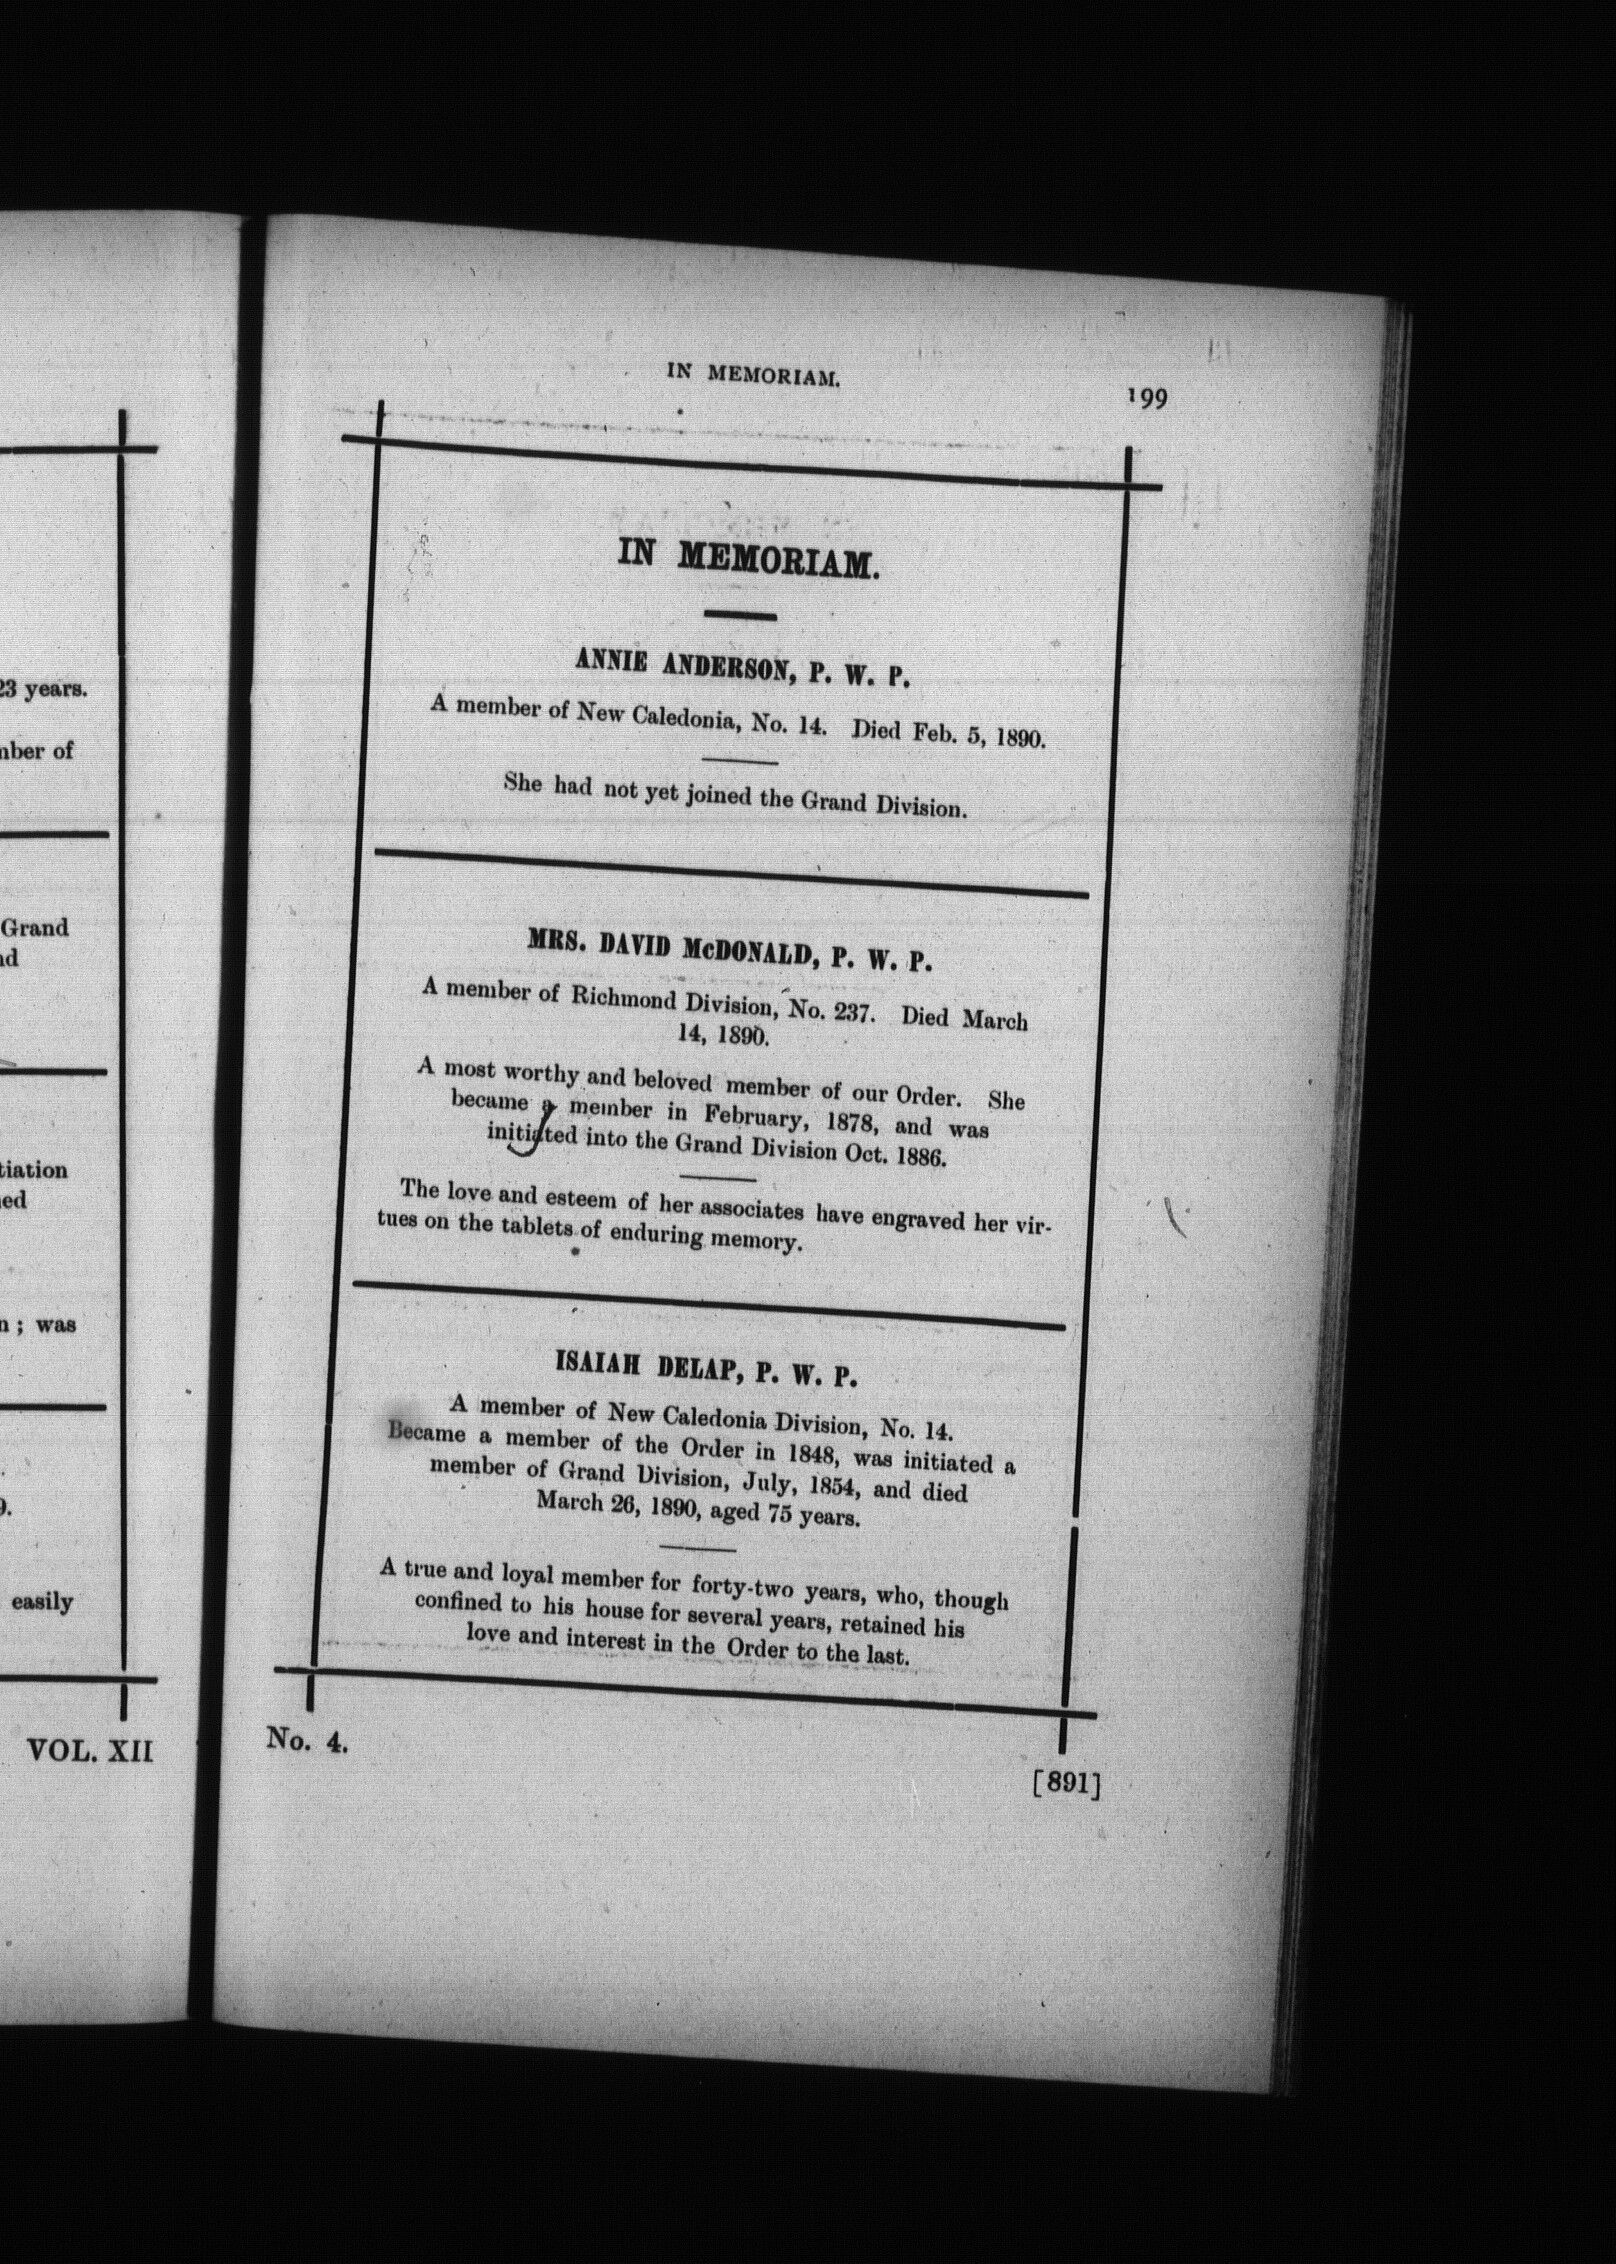 23 years.
of
Grand
; was
easily
VOL. XII
IN MEMORIAM.
199
IN MEMORIAM.
ANNIE ANDERSON, P. W. P.
A member of New Caledonia, No. 14. Died Feb. 5, 1890.
She had not yet joined the Grand Division.
MRS. DAVID McDONALD, P. W. P.
A member of Richmond Division, No. 237. Died March
14, 1890.
A most worthy and beloved member of our Order. She
became a member in February, 1878, and was
initiated into the Grand Division Oct. 1886.
The love and esteem of her associates have engraved her vir-
tues on the tablets of enduring memory.
ISAIAH DELAP, P. W. P.
A member of New Caledonia Division, No. 14.
Became a member of the Order in 1848, was initiated a
member of Grand Division, July, 1854, and died
March 26, 1890, aged 75 years.
A true and loyal member for forty-two years, who, though
confined to his house for several years, retained his
love and interest in the Order to the last.
No. 4.
[891]